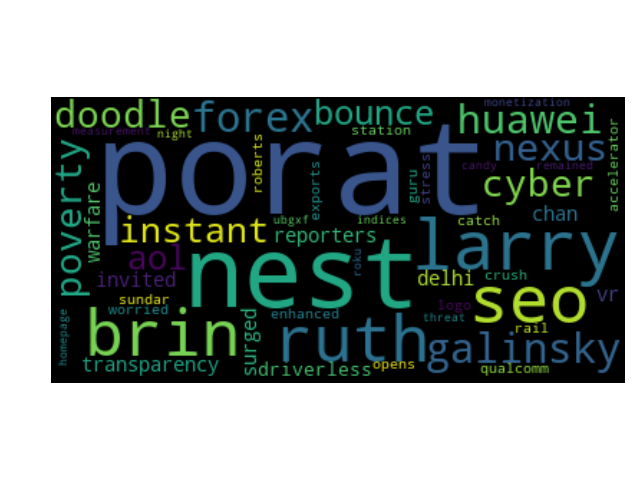 monetization
doodle forex bounce huawei
measurement night station
accelerator
porat
roberts
nexus
poverty
warfare
exports
stress
guru
candy remained
cyber
instant
ubgxf indices catch chan
reporters
larry
aol
nest
roku
invited
delhi crush
seo
vr
sundar
worried
logo
enhanced
threat
brin
surged
ruth
rail
galinsky
homepage
transparency
driverless
opens
qualcomm